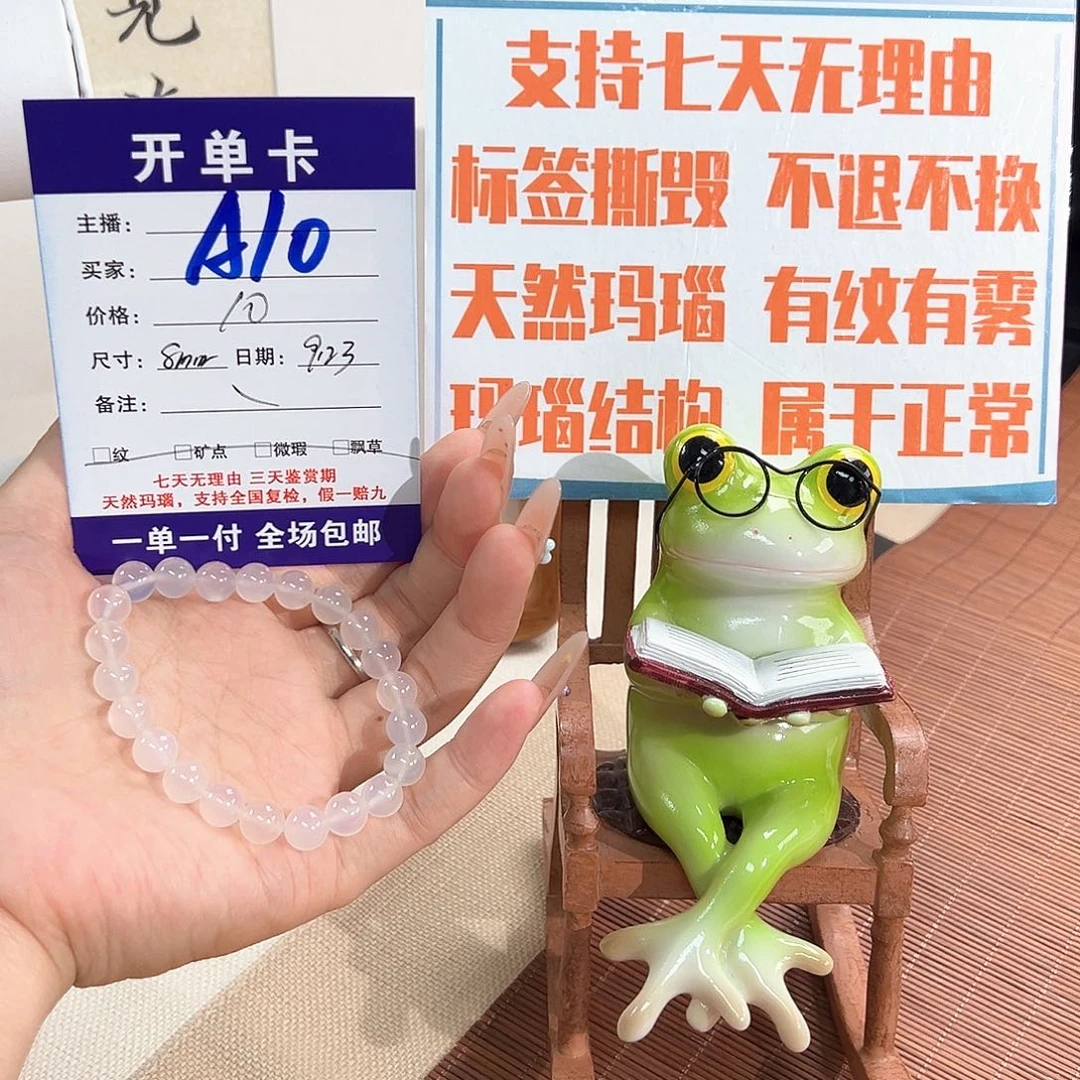 开单卡
主播：
A10
买家：
价格：10
尺寸：8mm 日期：9.23
备注：
纹 矿点 微瑕 飘草
七天无理由 三天鉴赏期
天然玛瑙，支持全国复检，假一赔九
一单一付 全场包邮
支持七天无理由
标签撕毁 不退不换
天然玛瑙 有纹有雾
玛瑙结构 属于正常